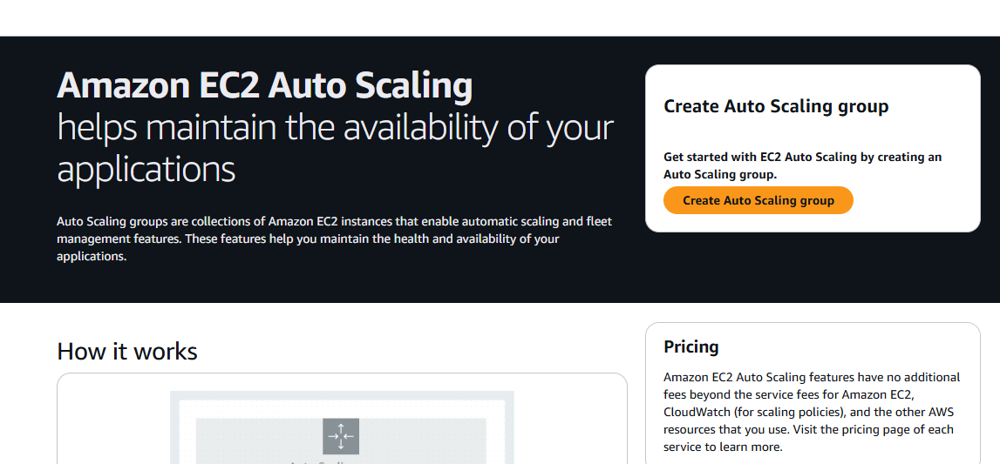 Amazon EC2 Auto Scaling
helps maintain the availability of your
applications
Auto Scaling groups are collections of Amazon EC2 instances that enable automatic scaling and fleet
management features. These features help you maintain the health and availability of your
applications.
Create Auto Scaling group
Get started with EC2 Auto Scaling by creating an
Auto Scaling group.
Create Auto Scaling group
How it works
Pricing
Amazon EC2 Auto Scaling features have no additional
fees beyond the service fees for Amazon EC2,
CloudWatch (for scaling policies), and the other AWS
resources that you use. Visit the pricing page of each
service to learn more.